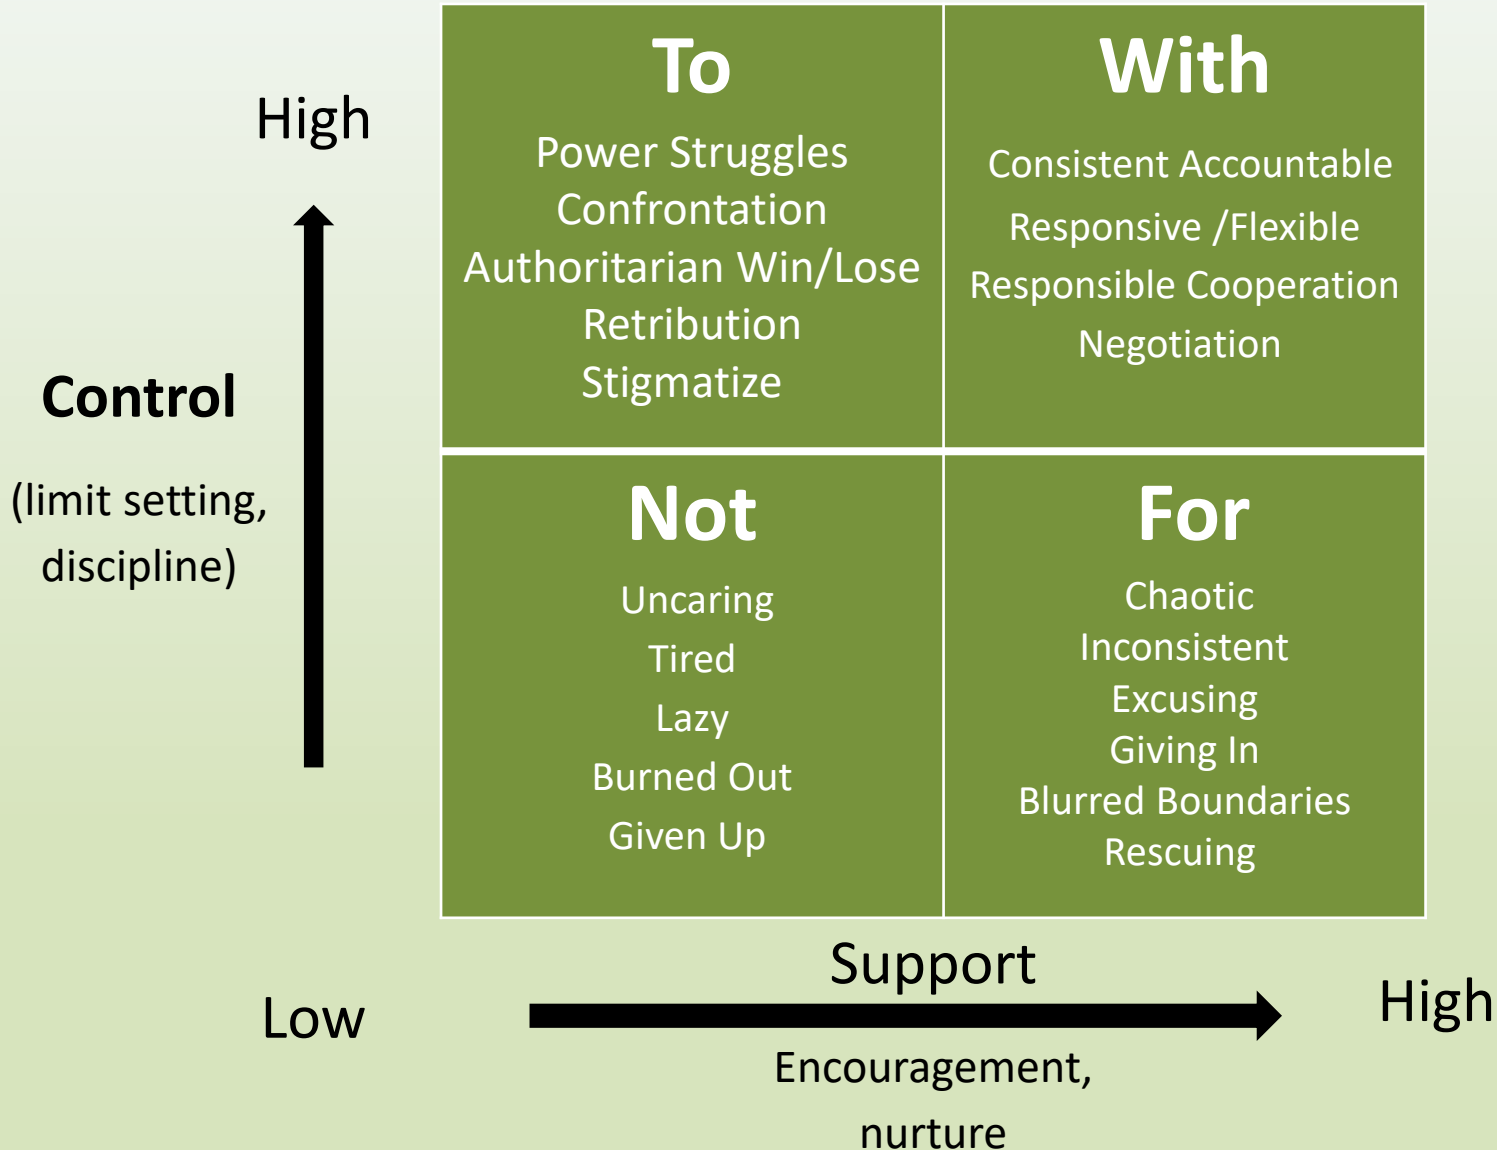 To
Power Struggles
Confrontation
Authoritarian Win/Lose
Retribution
Stigmatize
With
Consistent Accountable
Responsive /Flexible
Responsible Cooperation
Negotiation
High
Control
(limit setting,
discipline)
Not
Uncaring
Tired
Lazy
Burned Out
Given Up
For
Chaotic
Inconsistent
Excusing
Giving In
Blurred Boundaries
Rescuing
Low
Support
High
Encouragement,
nurture